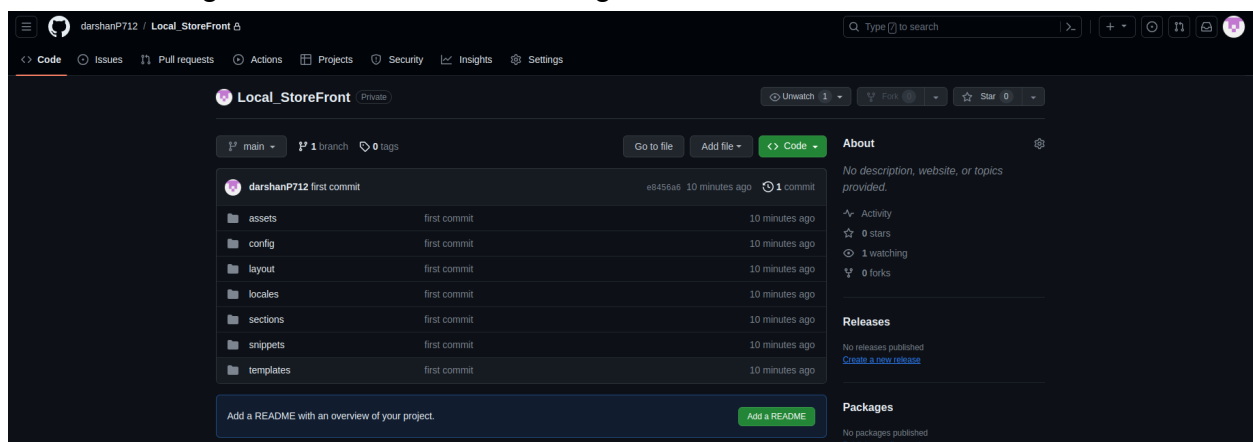 darshanP712 / Local_StoreFront
Type / to search
Code Issues Pull requests Actions Projects Security Insights Settings
Local_StoreFront Private
Unwatch 1 Fork 0 Star 0
main 1 branch 0 tags
Go to file Add file Code
darshanP712 first commit e8456a6 10 minutes ago 1 commit
assets first commit 10 minutes ago
config first commit 10 minutes ago
layout first commit 10 minutes ago
locales first commit 10 minutes ago
sections first commit 10 minutes ago
snippets first commit 10 minutes ago
templates first commit 10 minutes ago
Add a README with an overview of your project. Add a README
About
No description, website, or topics
provided.
Activity
0 stars
1 watching
0 forks
Releases
No releases published
Create a new release
Packages
No packages published